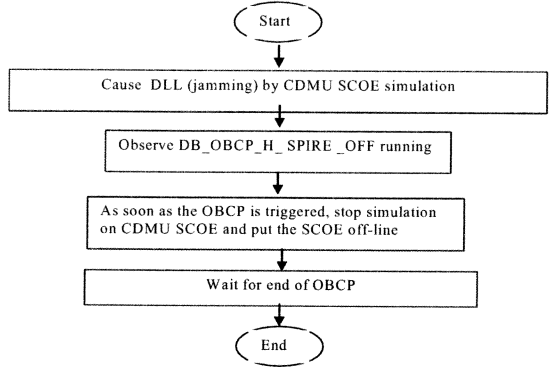 Start
Cause DLL (jamming) by CDMU SCOE simulation
Observe DB_OBCP_H_ SPIRE _OFF running
As soon as the OBCP is triggered, stop simulation
on CDMU SCOE and put the SCOE off-line
Wait for end of OBCP
End